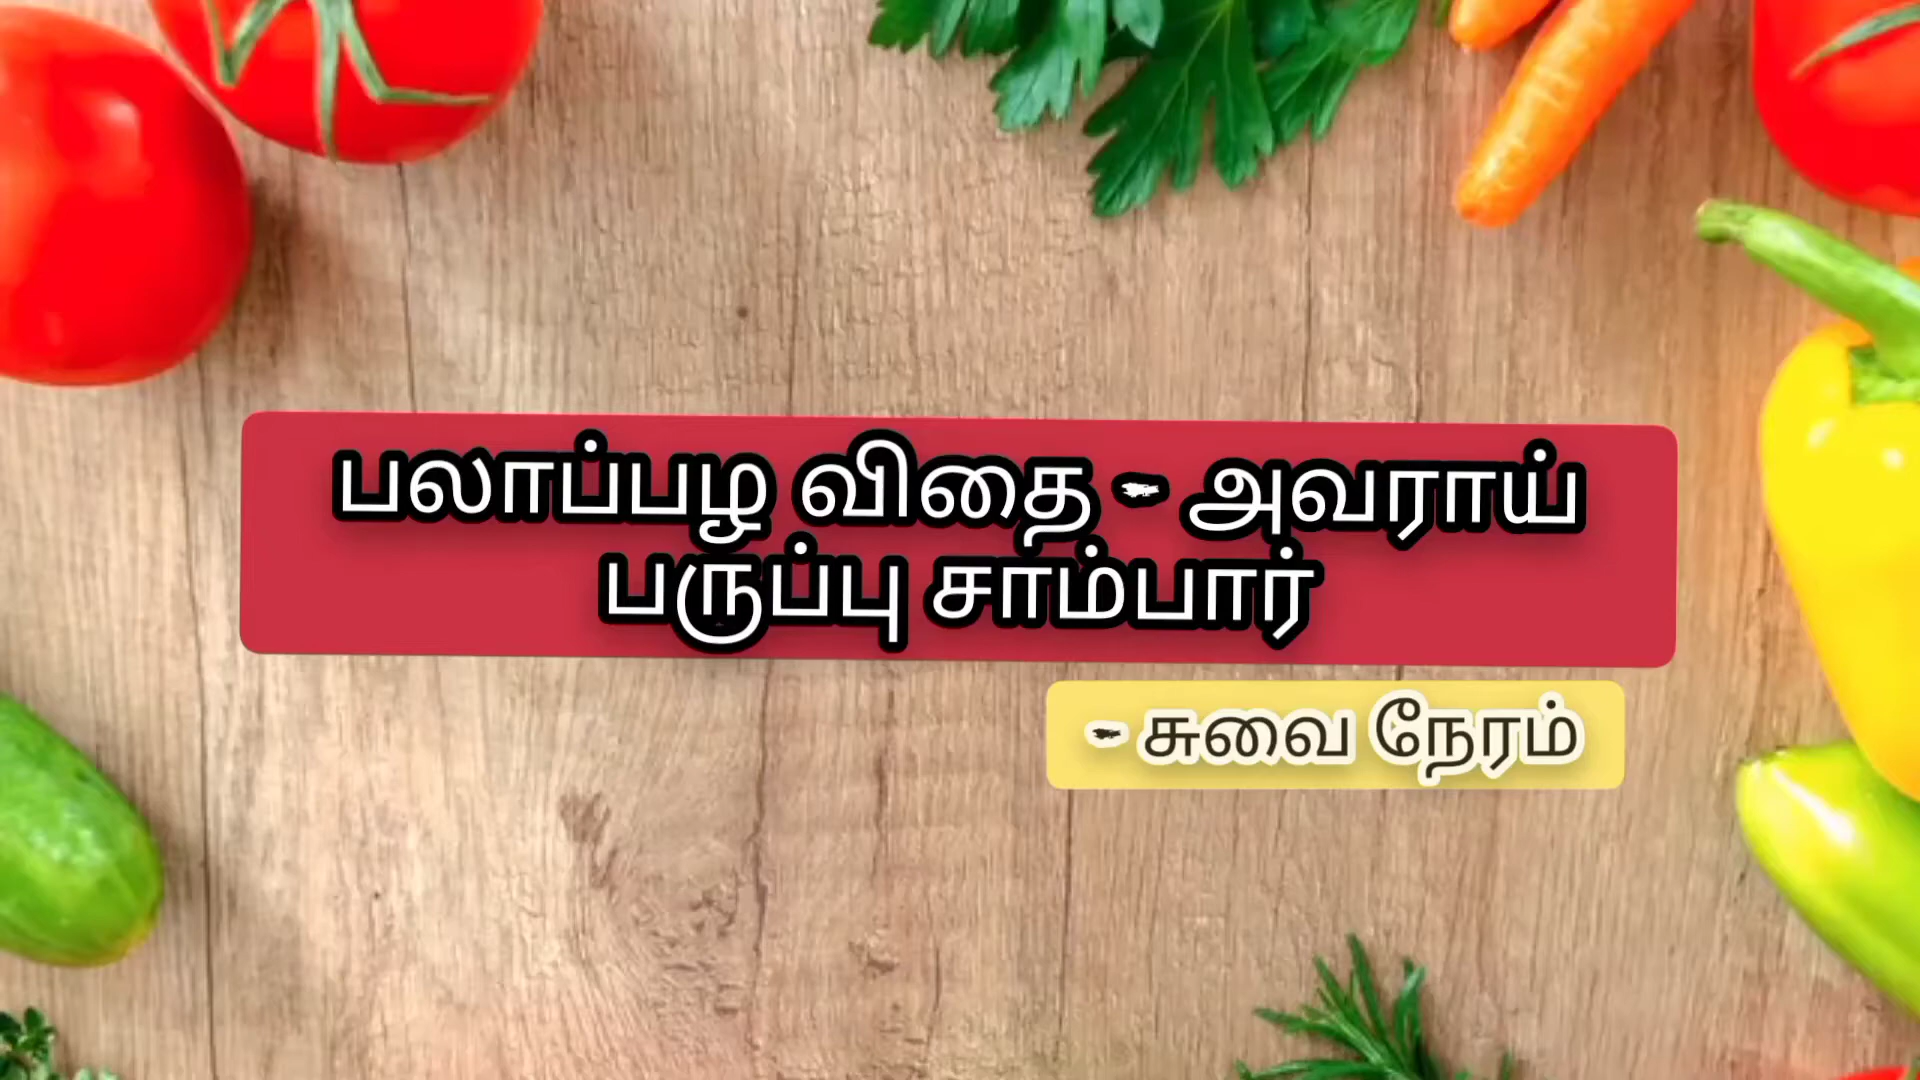 பலாப்பழ விதை - அவராய்
பருப்பு சாம்பார்
- சுவை நேரம்